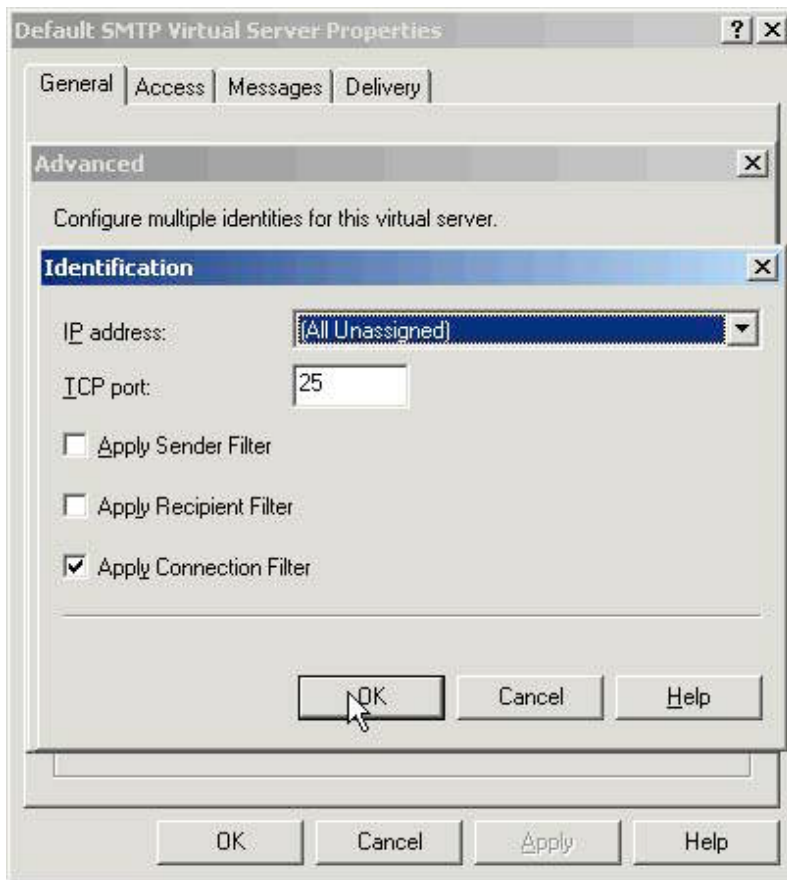 Default SMTP Virtual Server Properties
General Access Messages Delivery
Advanced
Configure multiple identities for this virtual server.
Identification
IP address: (All Unassigned)
TCP port: 25
Apply Sender Filter
Apply Recipient Filter
Apply Connection Filter
OK Cancel Help
OK Cancel Apply Help